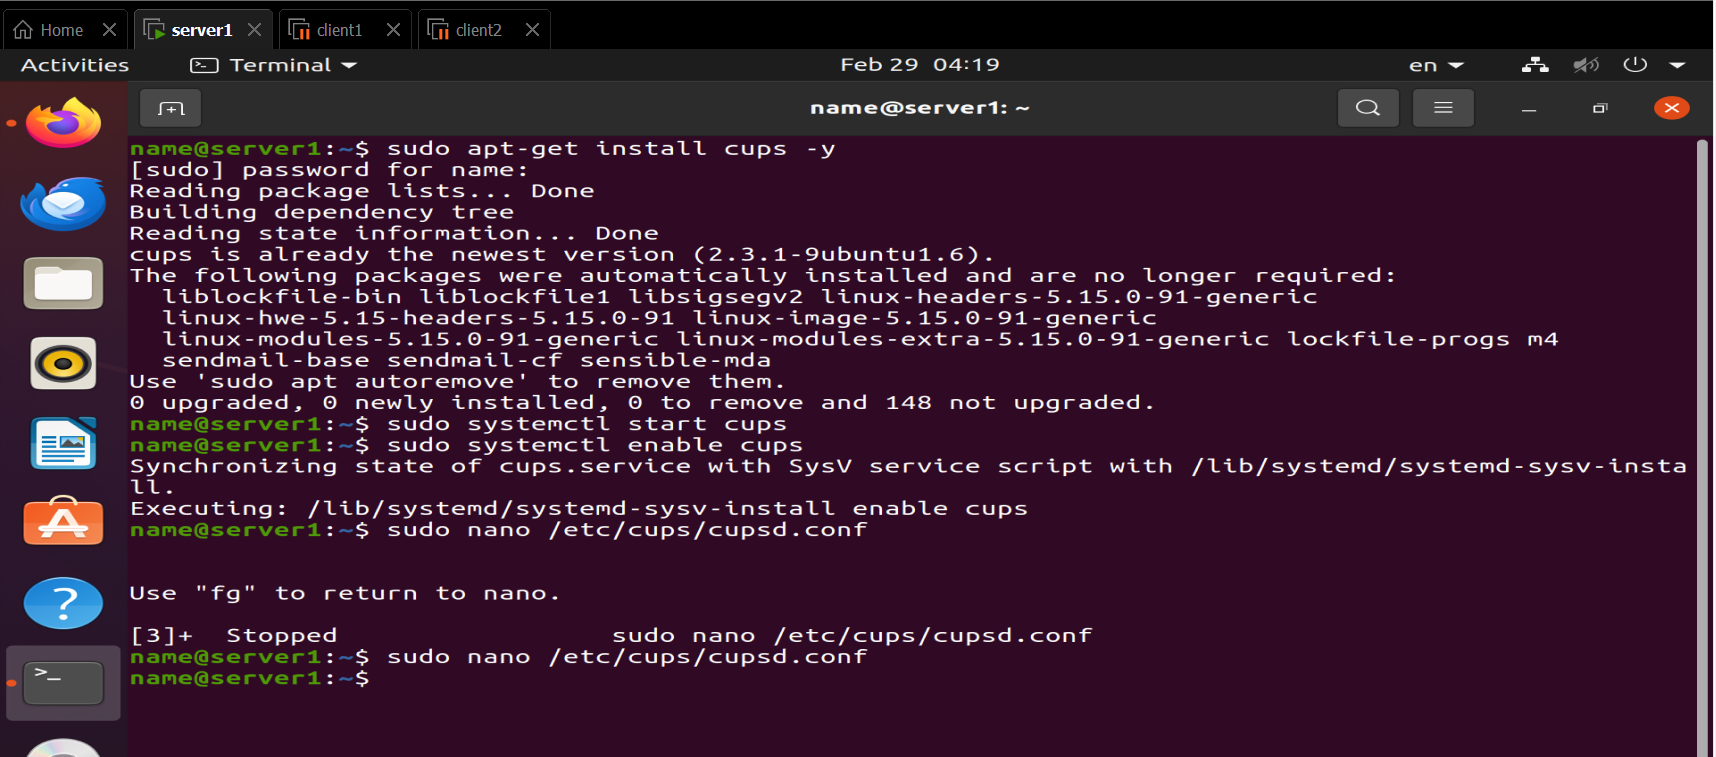 Home
server1
client1
client2
Activities
Terminal
Feb 29 04:19
en
name@server1: ~
name@server1:~$ sudo apt-get install cups -y
[sudo] password for name:
Reading package lists... Done
Building dependency tree
Reading state information... Done
cups is already the newest version (2.3.1-9ubuntu1.6).
The following packages were automatically installed and are no longer required:
  liblockfile-bin liblockfile1 libsigsegv2 linux-headers-5.15.0-91-generic
  linux-hwe-5.15-headers-5.15.0-91 linux-image-5.15.0-91-generic
  linux-modules-5.15.0-91-generic linux-modules-extra-5.15.0-91-generic lockfile-progs m4
  sendmail-base sendmail-cf sensible-mda
Use 'sudo apt autoremove' to remove them.
0 upgraded, 0 newly installed, 0 to remove and 148 not upgraded.
name@server1:~$ sudo systemctl start cups
name@server1:~$ sudo systemctl enable cups
Synchronizing state of cups.service with SysV service script with /lib/systemd/systemd-sysv-insta
ll.
Executing: /lib/systemd/systemd-sysv-install enable cups
name@server1:~$ sudo nano /etc/cups/cupsd.conf
Use "fg" to return to nano.
[3]+  Stopped                 sudo nano /etc/cups/cupsd.conf
name@server1:~$ sudo nano /etc/cups/cupsd.conf
name@server1:~$